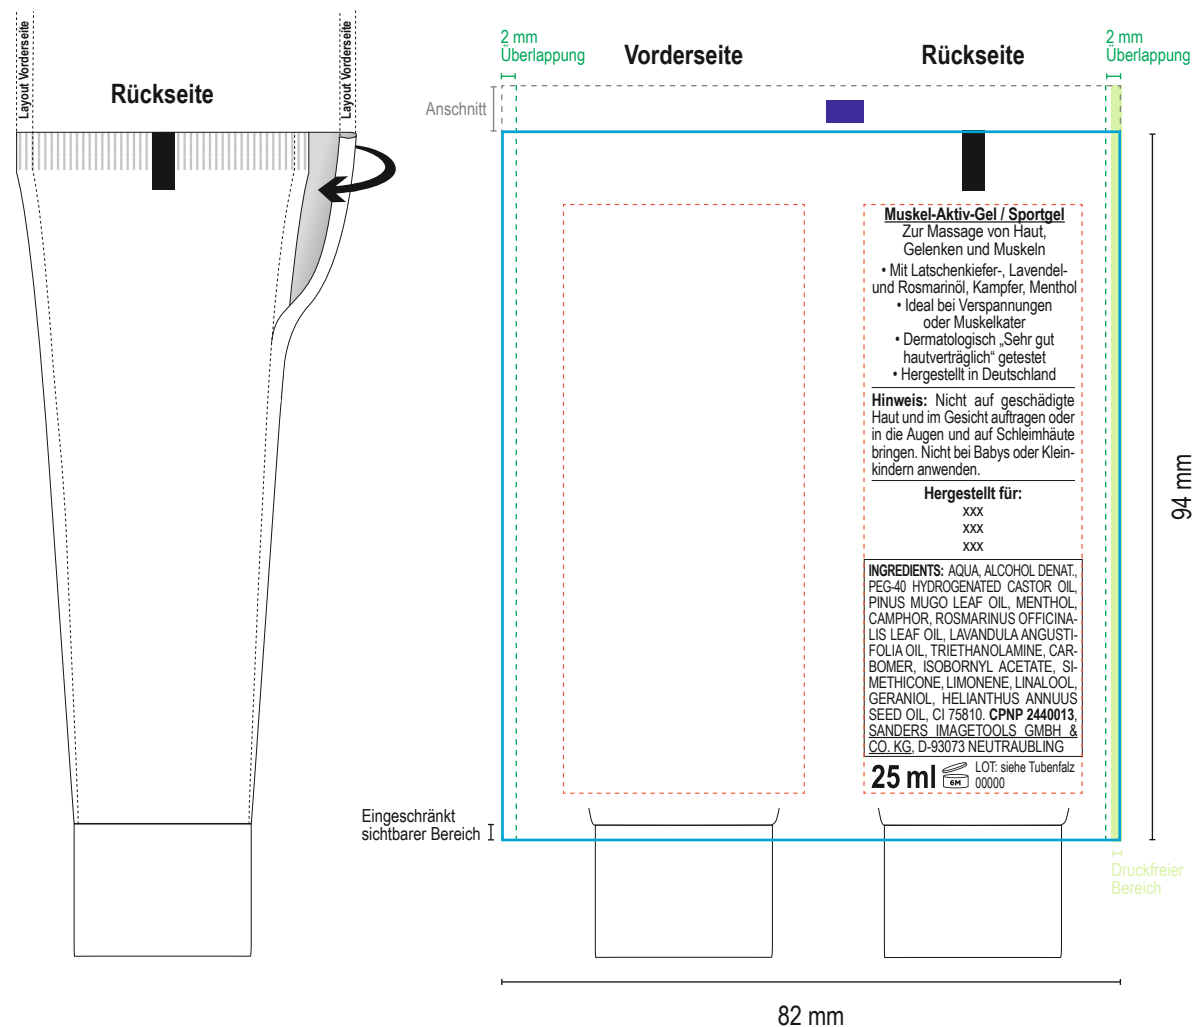 Layout Vorderseite
Rückseite
Layout Vorderseite
2 mm
Überlappung
Vorderseite
Rückseite
2 mm
Überlappung
Anschnitt
Muskel-Aktiv-Gel / Sportgel
Zur Massage von Haut,
Gelenken und Muskeln
• Mit Latschenkiefer-, Lavendel-
und Rosmarinöl, Kampfer, Menthol
• Ideal bei Verspannungen
oder Muskelkater
• Dermatologisch „Sehr gut
hautverträglich“ getestet
• Hergestellt in Deutschland
Hinweis: Nicht auf geschädigte
Haut und im Gesicht auftragen oder
in die Augen und auf Schleimhäute
bringen. Nicht bei Babys oder Klein-
kindern anwenden.
Hergestellt für:
xxx
xxx
xxx
INGREDIENTS: AQUA, ALCOHOL DENAT.,
PEG-40 HYDROGENATED CASTOR OIL,
PINUS MUGO LEAF OIL, MENTHOL,
CAMPHOR, ROSMARINUS OFFICINA-
LIS LEAF OIL, LAVANDULA ANGUSTI-
FOLIA OIL, TRIETHANOLAMINE, CAR-
BOMER, ISOBORNYL ACETATE, SI-
METHICONE, LIMONENE, LINALOOL,
GERANIOL, HELIANTHUS ANNUUS
SEED OIL, CI 75810. CPNP 2440013,
SANDERS IMAGETOOLS GMBH &
CO. KG, D-93073 NEUTRAUBLING
25 ml
6M
LOT: siehe Tubenfalz
00000
94 mm
Eingeschränkt
sichtbarer Bereich
Druckfreier
Bereich
82 mm